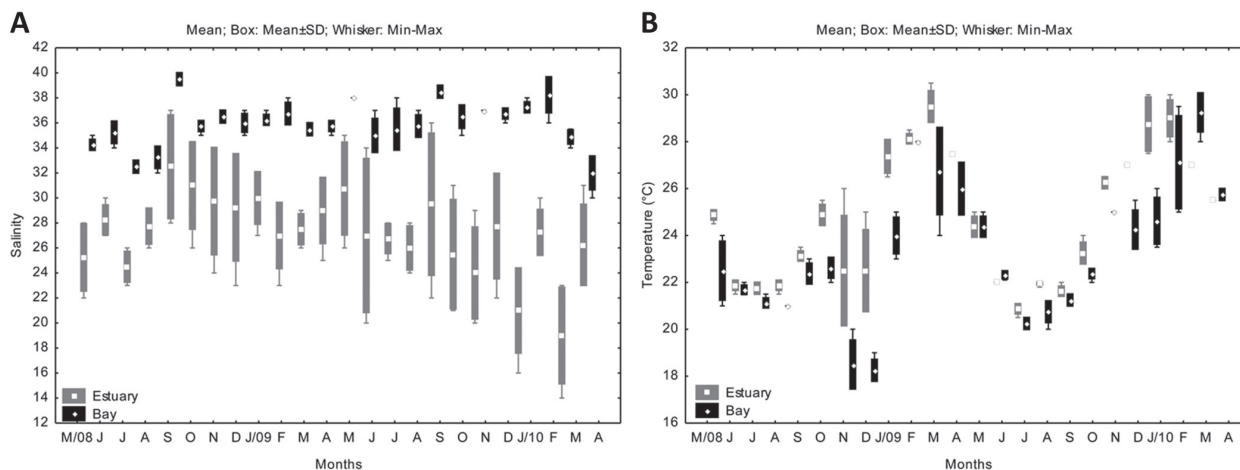 A
Mean; Box: Mean±SD; Whisker: Min-Max
42
40
38
36
34
32
30
28
26
24
22
20
18
16
14
12
Salinity
Estuary
Bay
M/08 J J A S O N D J/09 F M A M J J A S O N D J/10 F M A
Months
B
Mean; Box: Mean±SD; Whisker: Min-Max
32
30
28
26
24
22
20
18
16
Temperature (°C)
Estuary
Bay
M/08 J J A S O N D J/09 F M A M J J A S O N D J/10 F M A
Months